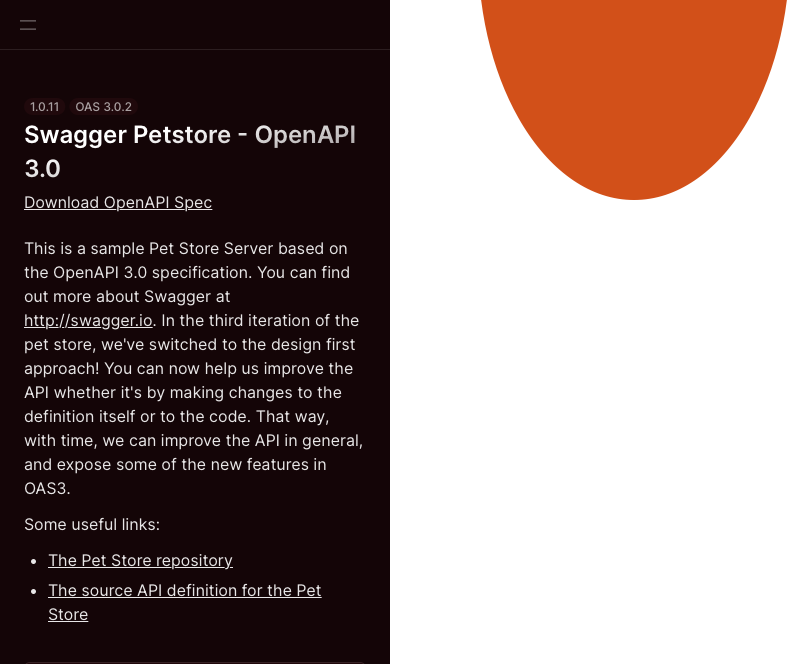 1.0.11 OAS 3.0.2
Swagger Petstore - OpenAPI
3.0
Download OpenAPI Spec
This is a sample Pet Store Server based on
the OpenAPI 3.0 specification. You can find
out more about Swagger at
http://swagger.io. In the third iteration of the
pet store, we've switched to the design first
approach! You can now help us improve the
API whether it's by making changes to the
definition itself or to the code. That way,
with time, we can improve the API in general,
and expose some of the new features in
OAS3.
Some useful links:
• The Pet Store repository
• The source API definition for the Pet
Store